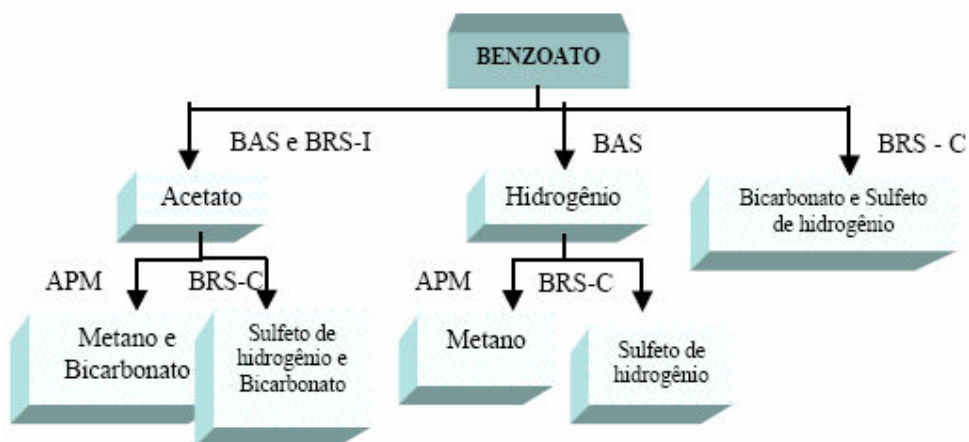 BENZOATO
BAS e BRS-I
BAS
BRS - C
Acetato
Hidrogênio
Bicarbonato e Sulfeto
de hidrogênio
APM
BRS-C
APM
BRS-C
Metano e
Bicarbonato
Sulfeto de
hidrogênio e
Bicarbonato
Metano
Sulfeto de
hidrogênio